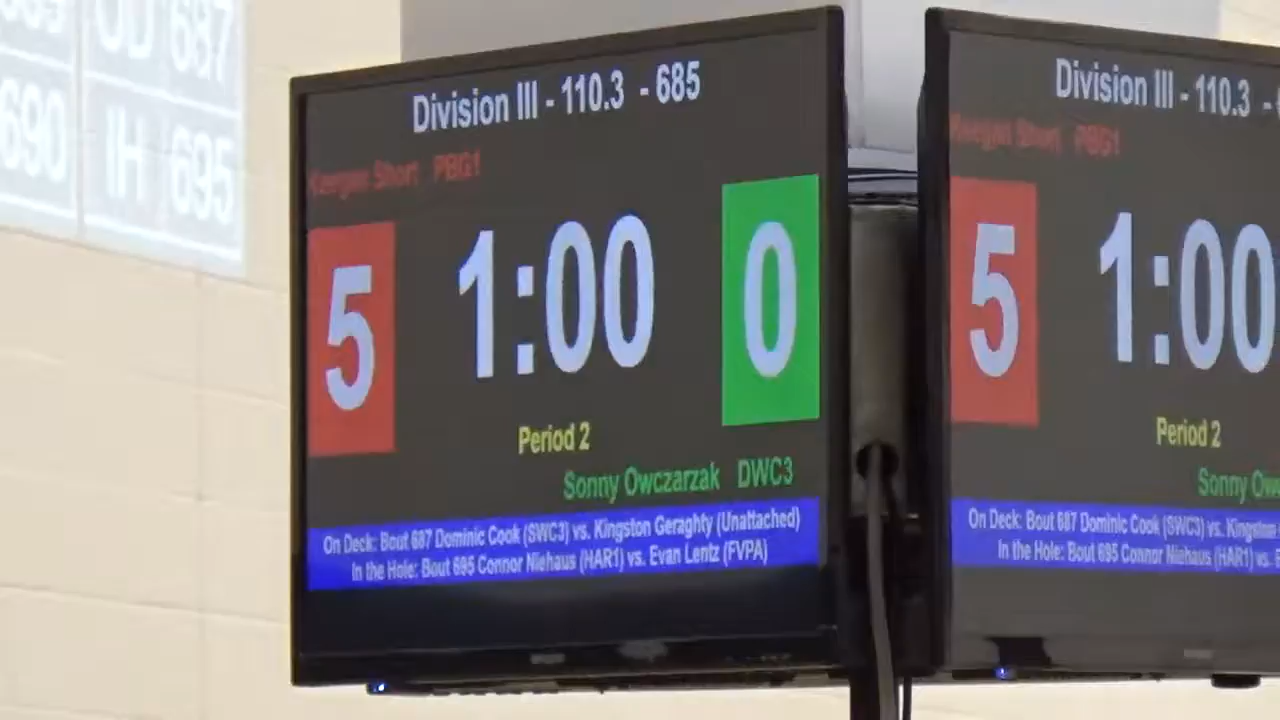 OD 687
690 IH 695
Division III - 110.3 - 685
Keegan Short PBG1
5 1:00 0
Period 2
Sonny Owczarzak DWC3
On Deck: Bout 687 Dominic Cook (SWC3) vs. Kingston Geraghty (Unattached)
In the Hole: Bout 695 Connor Niehaus (HAR1) vs. Evan Lentz (FVPA)
Division III - 110.3 -
Keegan Short PBG1
5 1:00
Period 2
Sonny
On Deck: Bout 687 Dominic Cook (SWC3) vs. Kingston
In the Hole: Bout 695 Connor Niehaus (HAR1) vs.